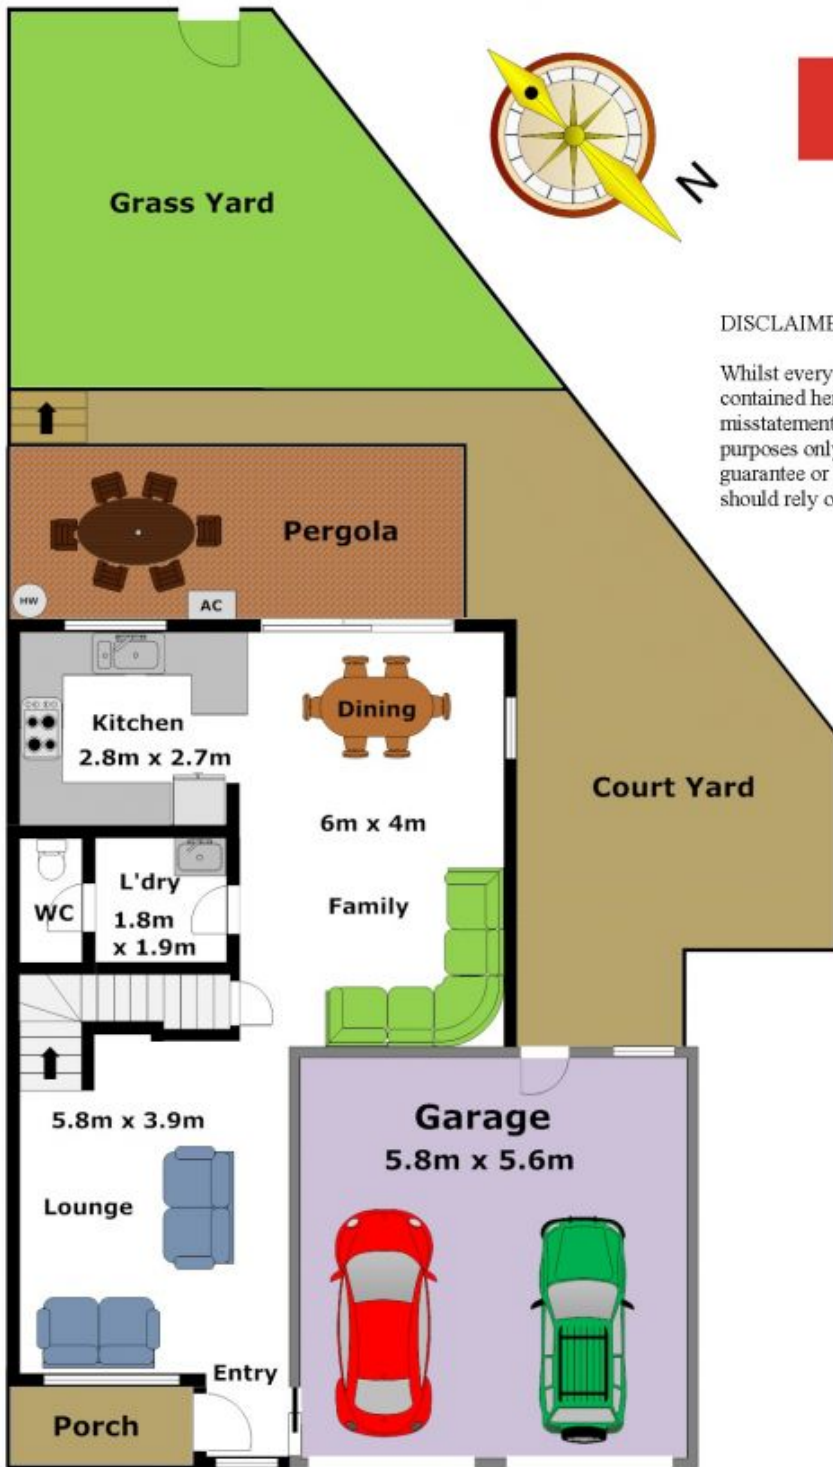 Grass Yard
N
DISCLAIME
Whilst every
contained her
misstatement
purposes only
guarantee or
should rely o
Pergola
HW
AC
Kitchen
2.8m x 2.7m
Dining
Court Yard
6m x 4m
L'dry
WC
1.8m
x 1.9m
Family
Garage
5.8m x 5.6m
5.8m x 3.9m
Lounge
Entry
Porch